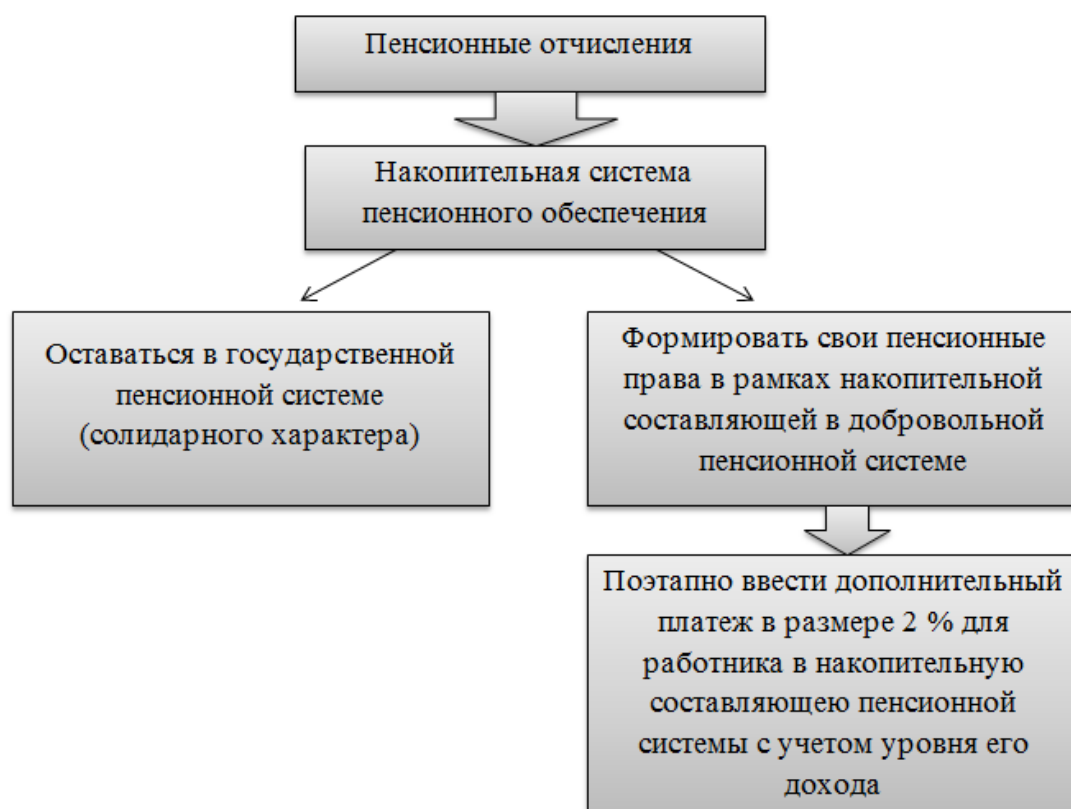 Пенсионные отчисления
Накопительная система
пенсионного обеспечения
Оставаться в государственной
пенсионной системе
(солидарного характера)
Формировать свои пенсионные
права в рамках накопительной
составляющей в добровольной
пенсионной системе
Поэтапно ввести дополнительный
платеж в размере 2 % для
работника в накопительную
составляющею пенсионной
системы с учетом уровня его
дохода